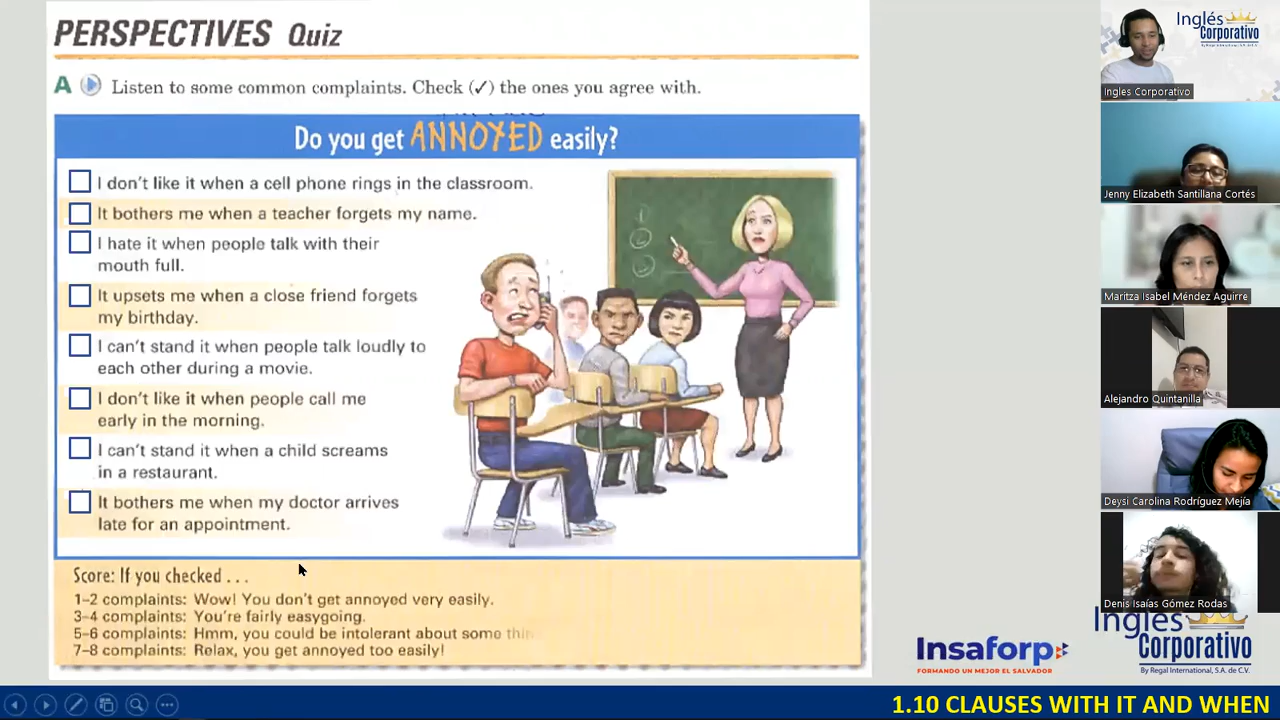 PERSPECTIVES Quiz
A Listen to some common complaints. Check (✓) the ones you agree with.
Do you get ANNOYED easily?
I don't like it when a cell phone rings in the classroom.
It bothers me when a teacher forgets my name.
I hate it when people talk with their
mouth full.
It upsets me when a close friend forgets
my birthday.
I can't stand it when people talk loudly to
each other during a movie.
I don't like it when people call me
early in the morning.
I can't stand it when a child screams
in a restaurant.
It bothers me when my doctor arrives
late for an appointment.
Score: If you checked . . .
1–2 complaints: Wow! You don't get annoyed very easily.
3–4 complaints: You're fairly easygoing.
5–6 complaints: Hmm, you could be intolerant about some
7–8 complaints: Relax, you get annoyed too easily!
Inglés
Corporativo
By Regal International, S.A. de C.V.
Ingles Corporativo
Jenny Elizabeth Santillana Cortés
Maritza Isabel Méndez Aguirre
Alejandro Quintanilla
Deysi Carolina Rodríguez Mejía
Denis Isaías Gómez Rodas
Insaforp
FORMANDO UN MEJOR EL SALVADOR
Inglés
Corporativo
By Regal International, S.A. de C.V.
1.10 CLAUSES WITH IT AND WHEN